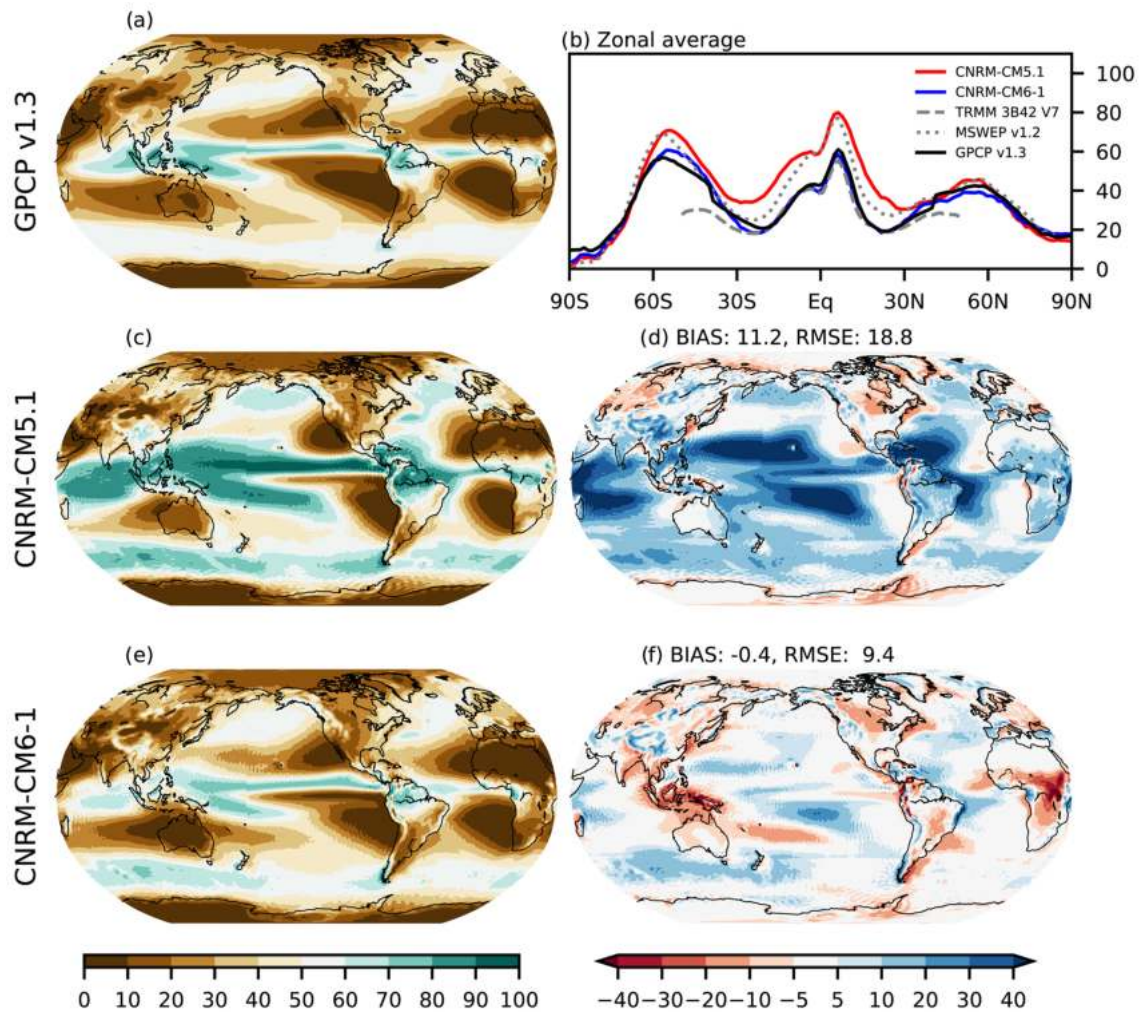 (a)
GPCP v1.3
(b) Zonal average
CNRM-CM5.1
CNRM-CM6-1
TRMM 3B42 V7
MSWEP v1.2
GPCP v1.3
100
80
60
40
20
0
90S 60S 30S Eq 30N 60N 90N
(c)
(d) BIAS: 11.2, RMSE: 18.8
CNRM-CM5.1
(e)
(f) BIAS: -0.4, RMSE: 9.4
CNRM-CM6-1
0 10 20 30 40 50 60 70 80 90 100
−40 −30 −20 −10 −5 5 10 20 30 40